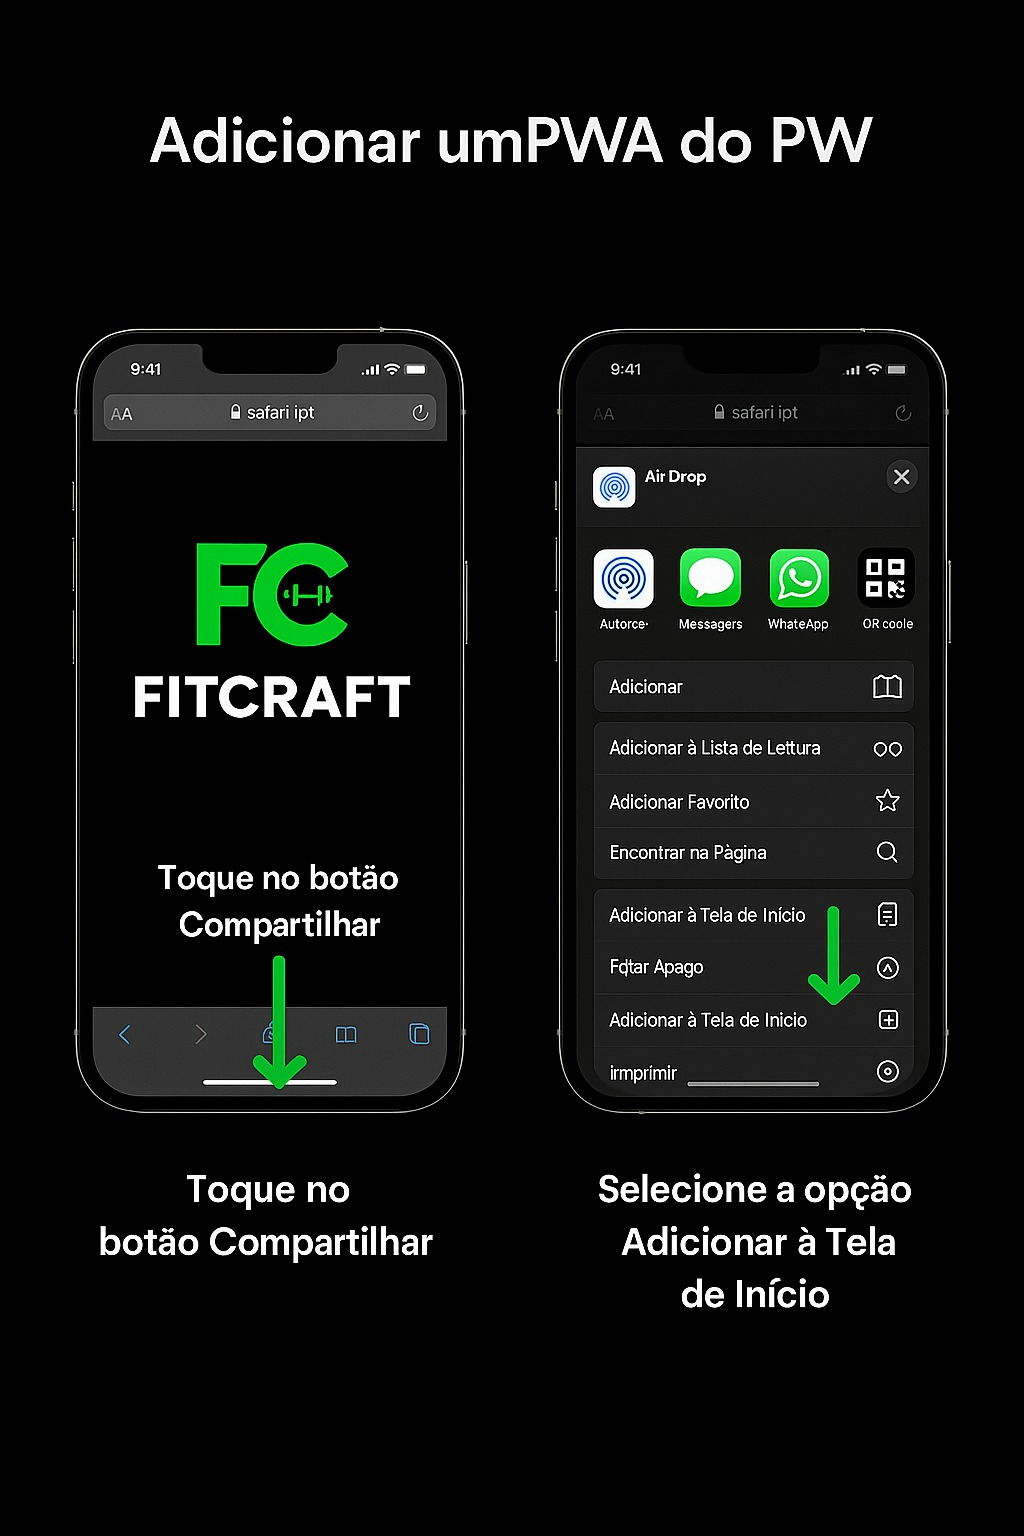 Adicionar umPWA do PW
9:41
AA safari ipt
FC
FITCRAFT
Toque no botão
Compartilhar
Toque no
botão Compartilhar
9:41
AA safari ipt
Air Drop
Autorce·
Messagers
WhateApp
OR coole
Adicionar
Adicionar à Lista de Lettura
Adicionar Favorito
Encontrar na Pàgina
Adicionar à Tela de Início
Fqtar Apago
Adicionar à Tela de Inicio
irmprímir
Selecione a opção
Adicionar à Tela
de Início